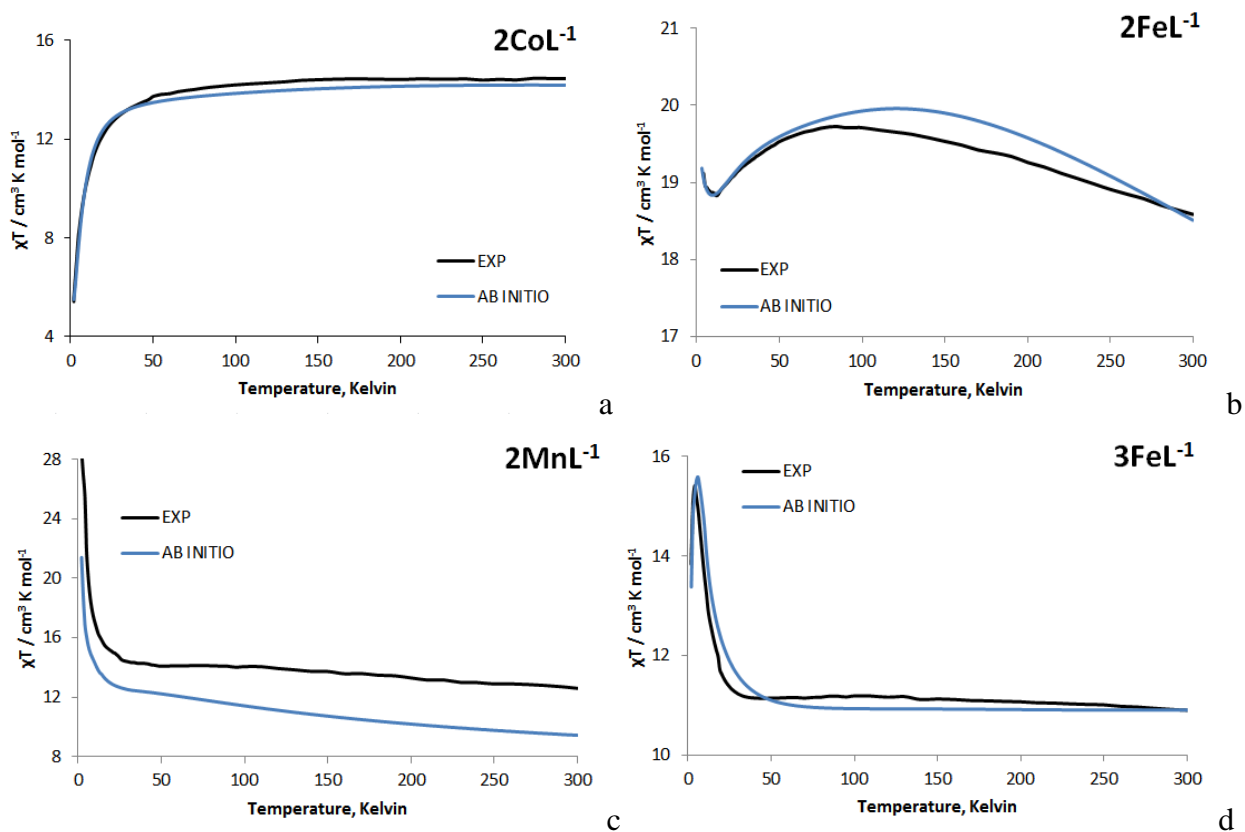 2CoL⁻¹
16
12
8
4
χT / cm³ K mol⁻¹
EXP
AB INITIO
0 50 100 150 200 250 300
Temperature, Kelvin
a
2FeL⁻¹
21
20
19
18
17
χT / cm³ K mol⁻¹
EXP
AB INITIO
0 50 100 150 200 250 300
Temperature, Kelvin
b
2MnL⁻¹
28
24
20
16
12
8
χT / cm³ K mol⁻¹
EXP
AB INITIO
0 50 100 150 200 250 300
Temperature, Kelvin
c
3FeL⁻¹
16
14
12
10
χT / cm³ K mol⁻¹
EXP
AB INITIO
0 50 100 150 200 250 300
Temperature, Kelvin
d